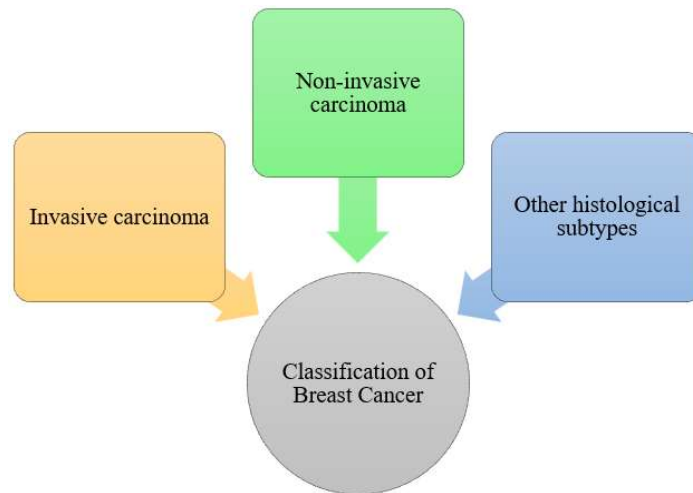 Non-invasive
carcinoma
Invasive carcinoma
Other histological
subtypes
Classification of
Breast Cancer